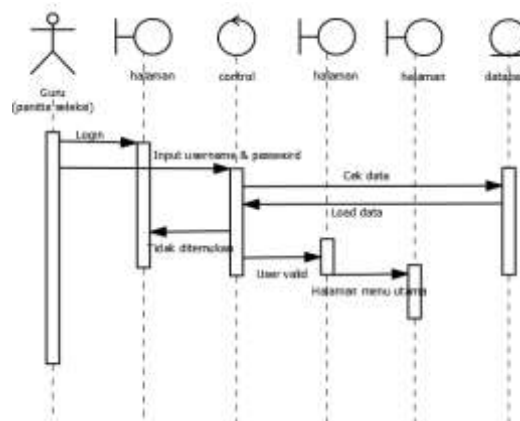 halaman
control
halaman
halaman
databa
Guru
(panitia seleksi)
Login
Input username & password
Cek data
Load data
Tidak ditemukan
User valid
Halaman menu utama